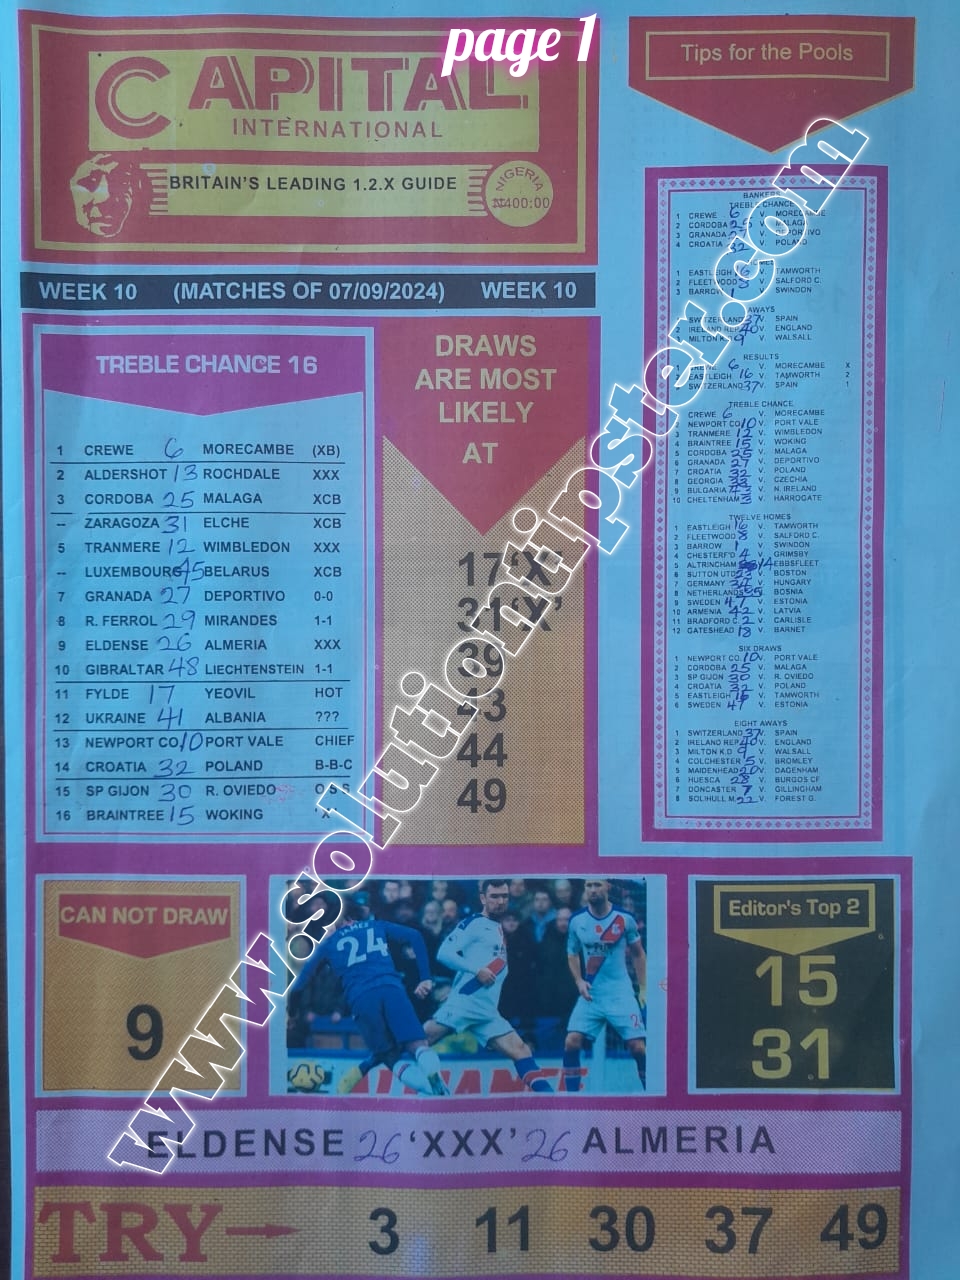 page 1
CAPITAL
INTERNATIONAL
BRITAIN'S LEADING 1.2.X GUIDE
NIGERIA
₦400:00
WEEK 10 (MATCHES OF 07/09/2024) WEEK 10
TREBLE CHANCE 16
1 CREWE 6 MORECAMBE (XB)
2 ALDERSHOT 13 ROCHDALE XXX
3 CORDOBA 25 MALAGA XCB
-- ZARAGOZA 31 ELCHE XCB
5 TRANMERE 12 WIMBLEDON XXX
-- LUXEMBOURG 45 BELARUS XCB
7 GRANADA 27 DEPORTIVO 0-0
8 R. FERROL 29 MIRANDES 1-1
9 ELDENSE 26 ALMERIA XXX
10 GIBRALTAR 48 LIECHTENSTEIN 1-1
11 FYLDE 17 YEOVIL HOT
12 UKRAINE 41 ALBANIA ???
13 NEWPORT CO. 10 PORT VALE CHIEF
14 CROATIA 32 POLAND B-B-C
15 SP GIJON 30 R. OVIEDO
16 BRAINTREE 15 WOKING 'X'
DRAWS
ARE MOST
LIKELY
AT
17 'X'
31 'X'
39
43
44
49
Tips for the Pools
BANKERS
TREBLE CHANCE
1 CREWE 6 V. MORECAMBE
2 CORDOBA 25 V. MALAGA
3 GRANADA 27 V. DEPORTIVO
4 CROATIA 32 V. POLAND
HOMES
1 EASTLEIGH 16 V. TAMWORTH
2 FLEETWOOD 8 V. SALFORD C.
3 BARROW 1 V. SWINDON
AWAYS
SWITZERLAND 37 V. SPAIN
2 IRELAND REP. 40 V. ENGLAND
3 MILTON K.D 9 V. WALSALL
RESULTS
CREWE 6 V. MORECAMBE X
EASTLEIGH 16 V. TAMWORTH 2
SWITZERLAND 37 V. SPAIN 1
TREBLE CHANCE
CREWE 6 V. MORECAMBE
2 NEWPORT CO. 10 V. PORT VALE
3 TRANMERE 12 V. WIMBLEDON
4 BRAINTREE 15 V. WOKING
5 CORDOBA 25 V. MALAGA
6 GRANADA 27 V. DEPORTIVO
7 CROATIA 32 V. POLAND
8 GEORGIA 33 V. CZECHIA
9 BULGARIA 43 V. N. IRELAND
10 CHELTENHAM 3 V. HARROGATE
TWELVE HOMES
1 EASTLEIGH 16 V. TAMWORTH
2 FLEETWOOD 8 V. SALFORD C.
3 BARROW 1 V. SWINDON
4 CHESTERF'D 4 V. GRIMSBY
5 ALTRINCHAM 14 EBBSFLEET
6 SUTTON UTD 23 V. BOSTON
7 GERMANY 34 V. HUNGARY
8 NETHERLANDS 35 V. BOSNIA
9 SWEDEN 47 V. ESTONIA
10 ARMENIA 42 V. LATVIA
11 BRADFORD C. 2 V. CARLISLE
12 GATESHEAD 18 V. BARNET
SIX DRAWS
1 NEWPORT CO. 10 V. PORT VALE
2 CORDOBA 25 V. MALAGA
3 SP GIJON 30 V. R. OVIEDO
4 CROATIA 32 V. POLAND
5 EASTLEIGH 16 V. TAMWORTH
6 SWEDEN 47 V. ESTONIA
EIGHT AWAYS
1 SWITZERLAND 37 V. SPAIN
2 IRELAND REP. 40 V. ENGLAND
3 MILTON K.D 9 V. WALSALL
4 COLCHESTER 5 V. BROMLEY
5 MAIDENHEAD 20 V. DAGENHAM
6 HUESCA 28 V. BURGOS CF
7 DONCASTER 7 V. GILLINGHAM
8 SOLIHULL M. 22 V. FOREST G.
CAN NOT DRAW
9
JAMES
24
Editor's Top 2
15
31
ELDENSE 26 'XXX' 26 ALMERIA
TRY→ 3 11 30 37 49
www.solutiontipster.com